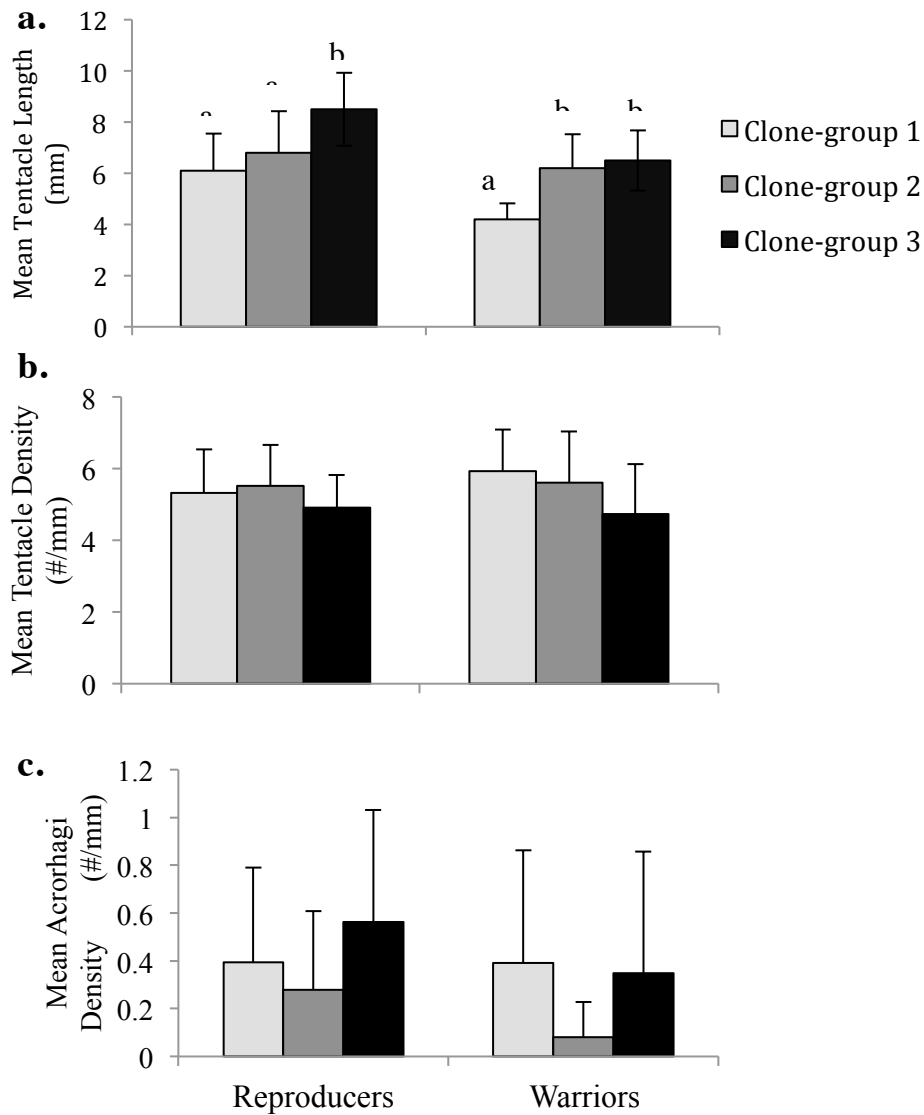 a.
12
10
8
6
4
2
0
Mean Tentacle Length
(mm)
a
a
b
a
b
b
Clone-group 1
Clone-group 2
Clone-group 3
b.
8
6
4
2
0
Mean Tentacle Density
(#/mm)
c.
1.2
1
0.8
0.6
0.4
0.2
0
Mean Acrorhagi (#/mm)
Density
Reproducers Warriors